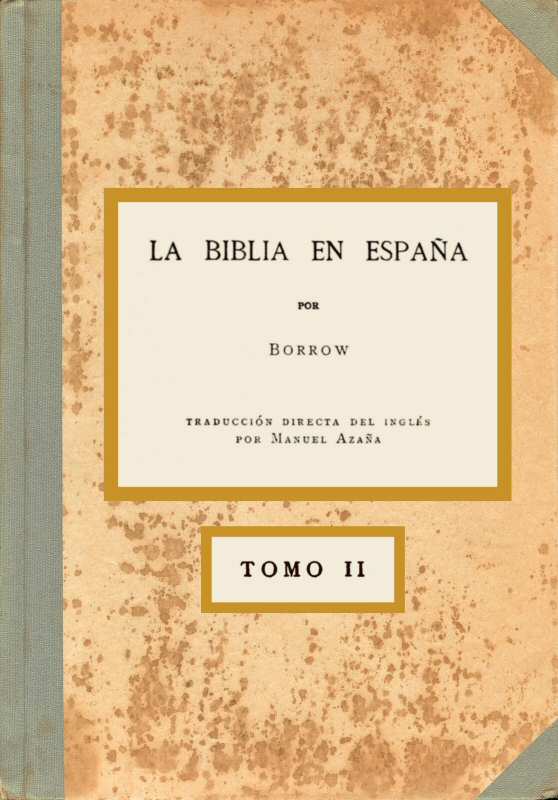 LA BIBLIA EN ESPAÑA
POR
BORROW
TRADUCCIÓN DIRECTA DEL INGLÉS
POR MANUEL AZAÑA
TOMO II